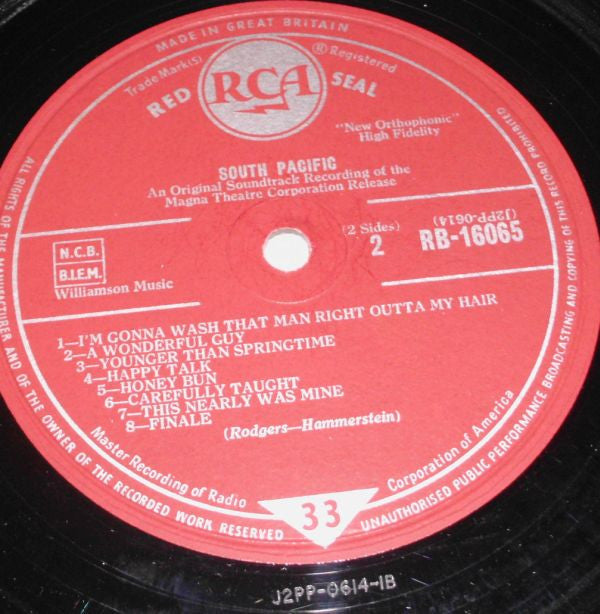 MADE IN GREAT BRITAIN
Trade Mark(s) ® Registered
RED RCA SEAL
"New Orthophonic"
High Fidelity
SOUTH PACIFIC
An Original Soundtrack Recording of the
Magna Theatre Corporation Release
N.C.B.
B.I.E.M.
Williamson Music
(2 Sides)
2
(J2PP-0614)
RB-16065
1—I'M GONNA WASH THAT MAN RIGHT OUTTA MY HAIR
2—A WONDERFUL GUY
3—YOUNGER THAN SPRINGTIME
4—HAPPY TALK
5—HONEY BUN
6—CAREFULLY TAUGHT
7—THIS NEARLY WAS MINE
8—FINALE
(Rodgers—Hammerstein)
Master Recording of Radio Corporation of America
33
ALL RIGHTS OF THE MANUFACTURER AND OF THE OWNER OF THE RECORDED WORK RESERVED UNAUTHORISED PUBLIC PERFORMANCE BROADCASTING AND COPYING OF THIS RECORD PROHIBITED
J2PP-0614-1B